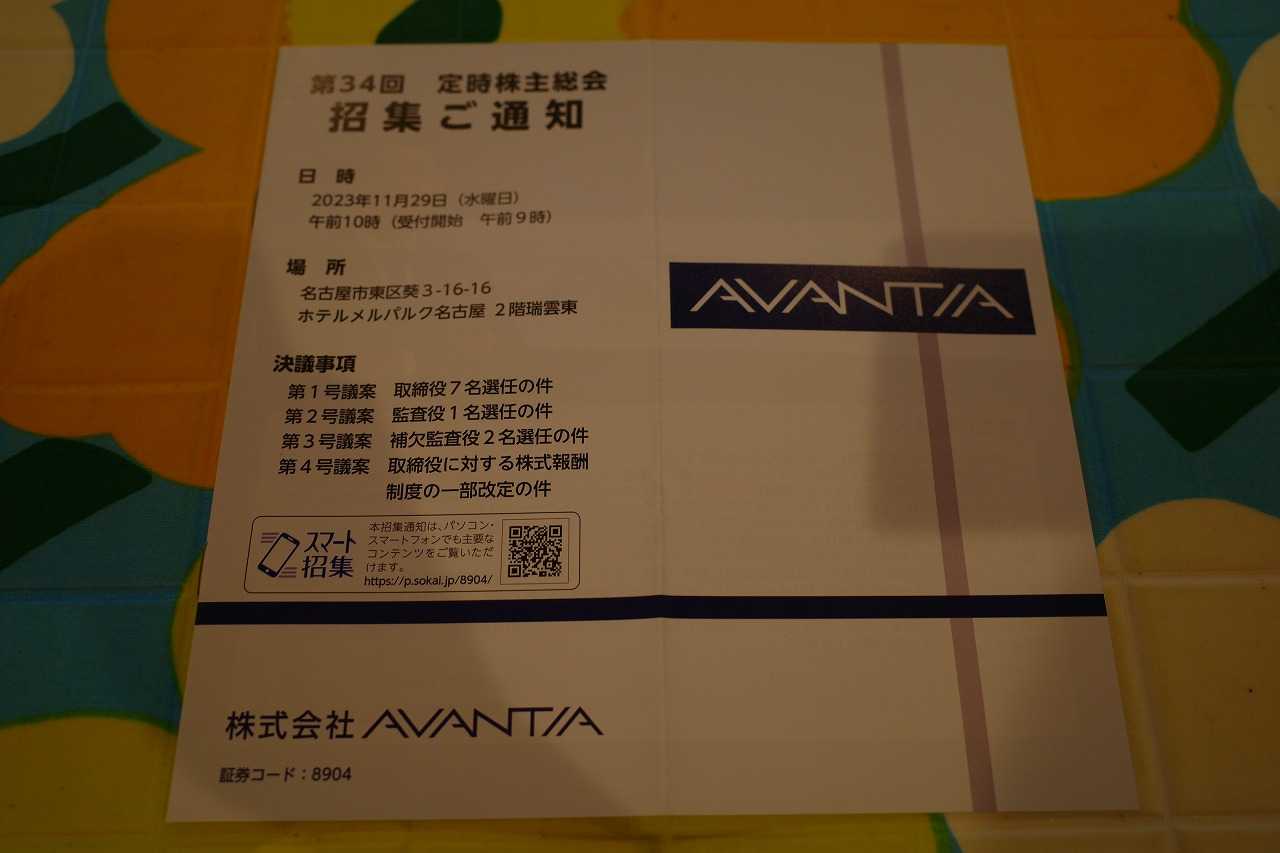 第34回 定時株主総会
招集ご通知
日 時
2023年11月29日（水曜日）
午前10時（受付開始 午前９時）
場 所
名古屋市東区葵３-16-16
ホテルメルパルク名古屋 ２階瑞雲東
決議事項
第１号議案 取締役７名選任の件
第２号議案 監査役１名選任の件
第３号議案 補欠監査役２名選任の件
第４号議案 取締役に対する株式報酬
制度の一部改定の件
スマート
招集
本招集通知は、パソコン・
スマートフォンでも主要な
コンテンツをご覧いただ
けます。
https://p.sokai.jp/8904/
株式会社 AVANTIA
証券コード：8904
AVANTIA